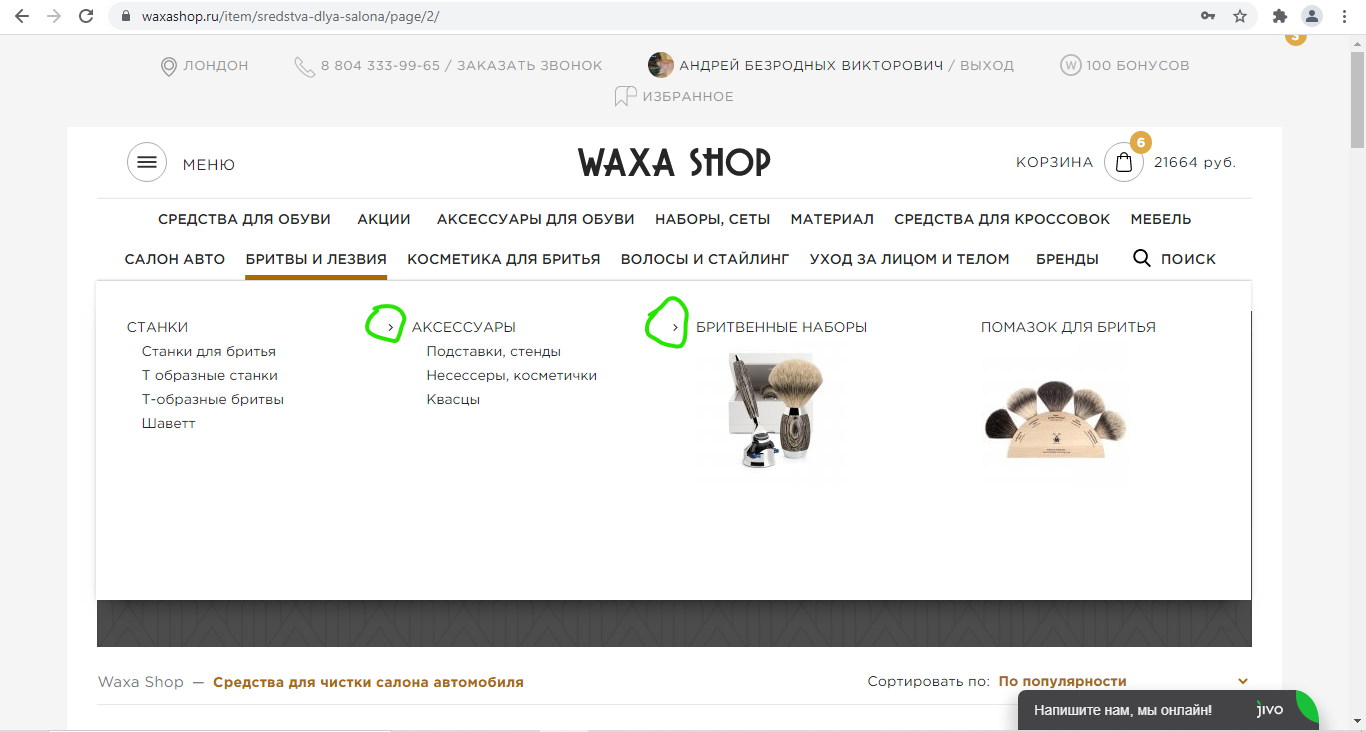 waxashop.ru/item/sredstva-dlya-salona/page/2/
3
ЛОНДОН 8 804 333-99-65 / ЗАКАЗАТЬ ЗВОНОК АНДРЕЙ БЕЗРОДНЫХ ВИКТОРОВИЧ / ВЫХОД W 100 БОНУСОВ
ИЗБРАННОЕ
МЕНЮ WAXA SHOP КОРЗИНА 6 21664 руб.
СРЕДСТВА ДЛЯ ОБУВИ АКЦИИ АКСЕССУАРЫ ДЛЯ ОБУВИ НАБОРЫ, СЕТЫ МАТЕРИАЛ СРЕДСТВА ДЛЯ КРОССОВОК МЕБЕЛЬ
САЛОН АВТО БРИТВЫ И ЛЕЗВИЯ КОСМЕТИКА ДЛЯ БРИТЬЯ ВОЛОСЫ И СТАЙЛИНГ УХОД ЗА ЛИЦОМ И ТЕЛОМ БРЕНДЫ ПОИСК
СТАНКИ › АКСЕССУАРЫ › БРИТВЕННЫЕ НАБОРЫ ПОМАЗОК ДЛЯ БРИТЬЯ
Станки для бритья Подставки, стенды
Т образные станки Несессеры, косметички
Т-образные бритвы Квасцы
Шаветт
Waxa Shop — Средства для чистки салона автомобиля Сортировать по: По популярности
Напишите нам, мы онлайн! jivo